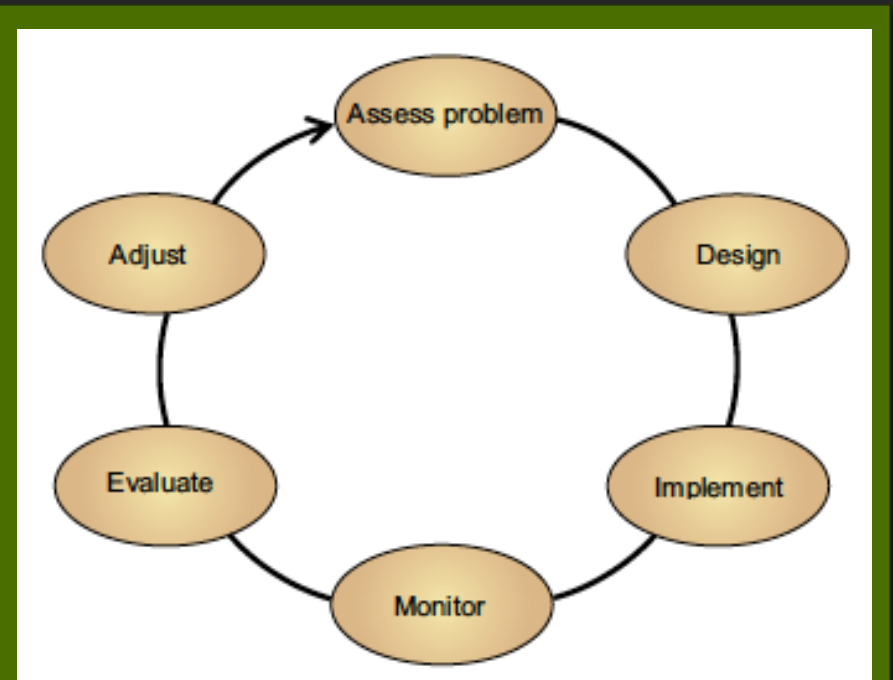 Assess problem
Design
Implement
Monitor
Evaluate
Adjust